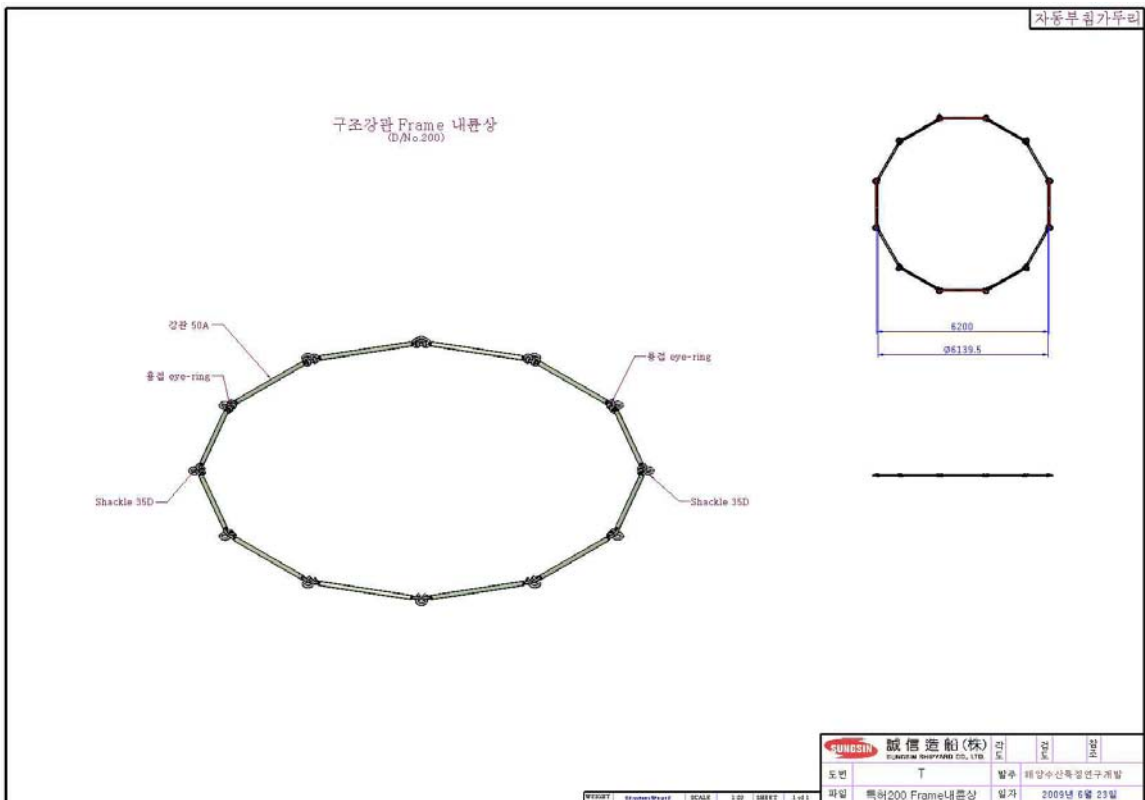 자동부침가두리
구조강관 Frame 내륜상
(D/No.200)
강관 50A
용접 eye-ring
용접 eye-ring
Shackle 35D
Shackle 35D
6200
Ø6139.5
SUNGSIN 誠信造船(株)
SUNGSIN SHIPYARD CO., LTD.
도번 T 발주 해양수산특정연구개발
파일 특허200 Frame내륜상 일자 2009년 6월 23일
WEIGHT SCALE SHEET